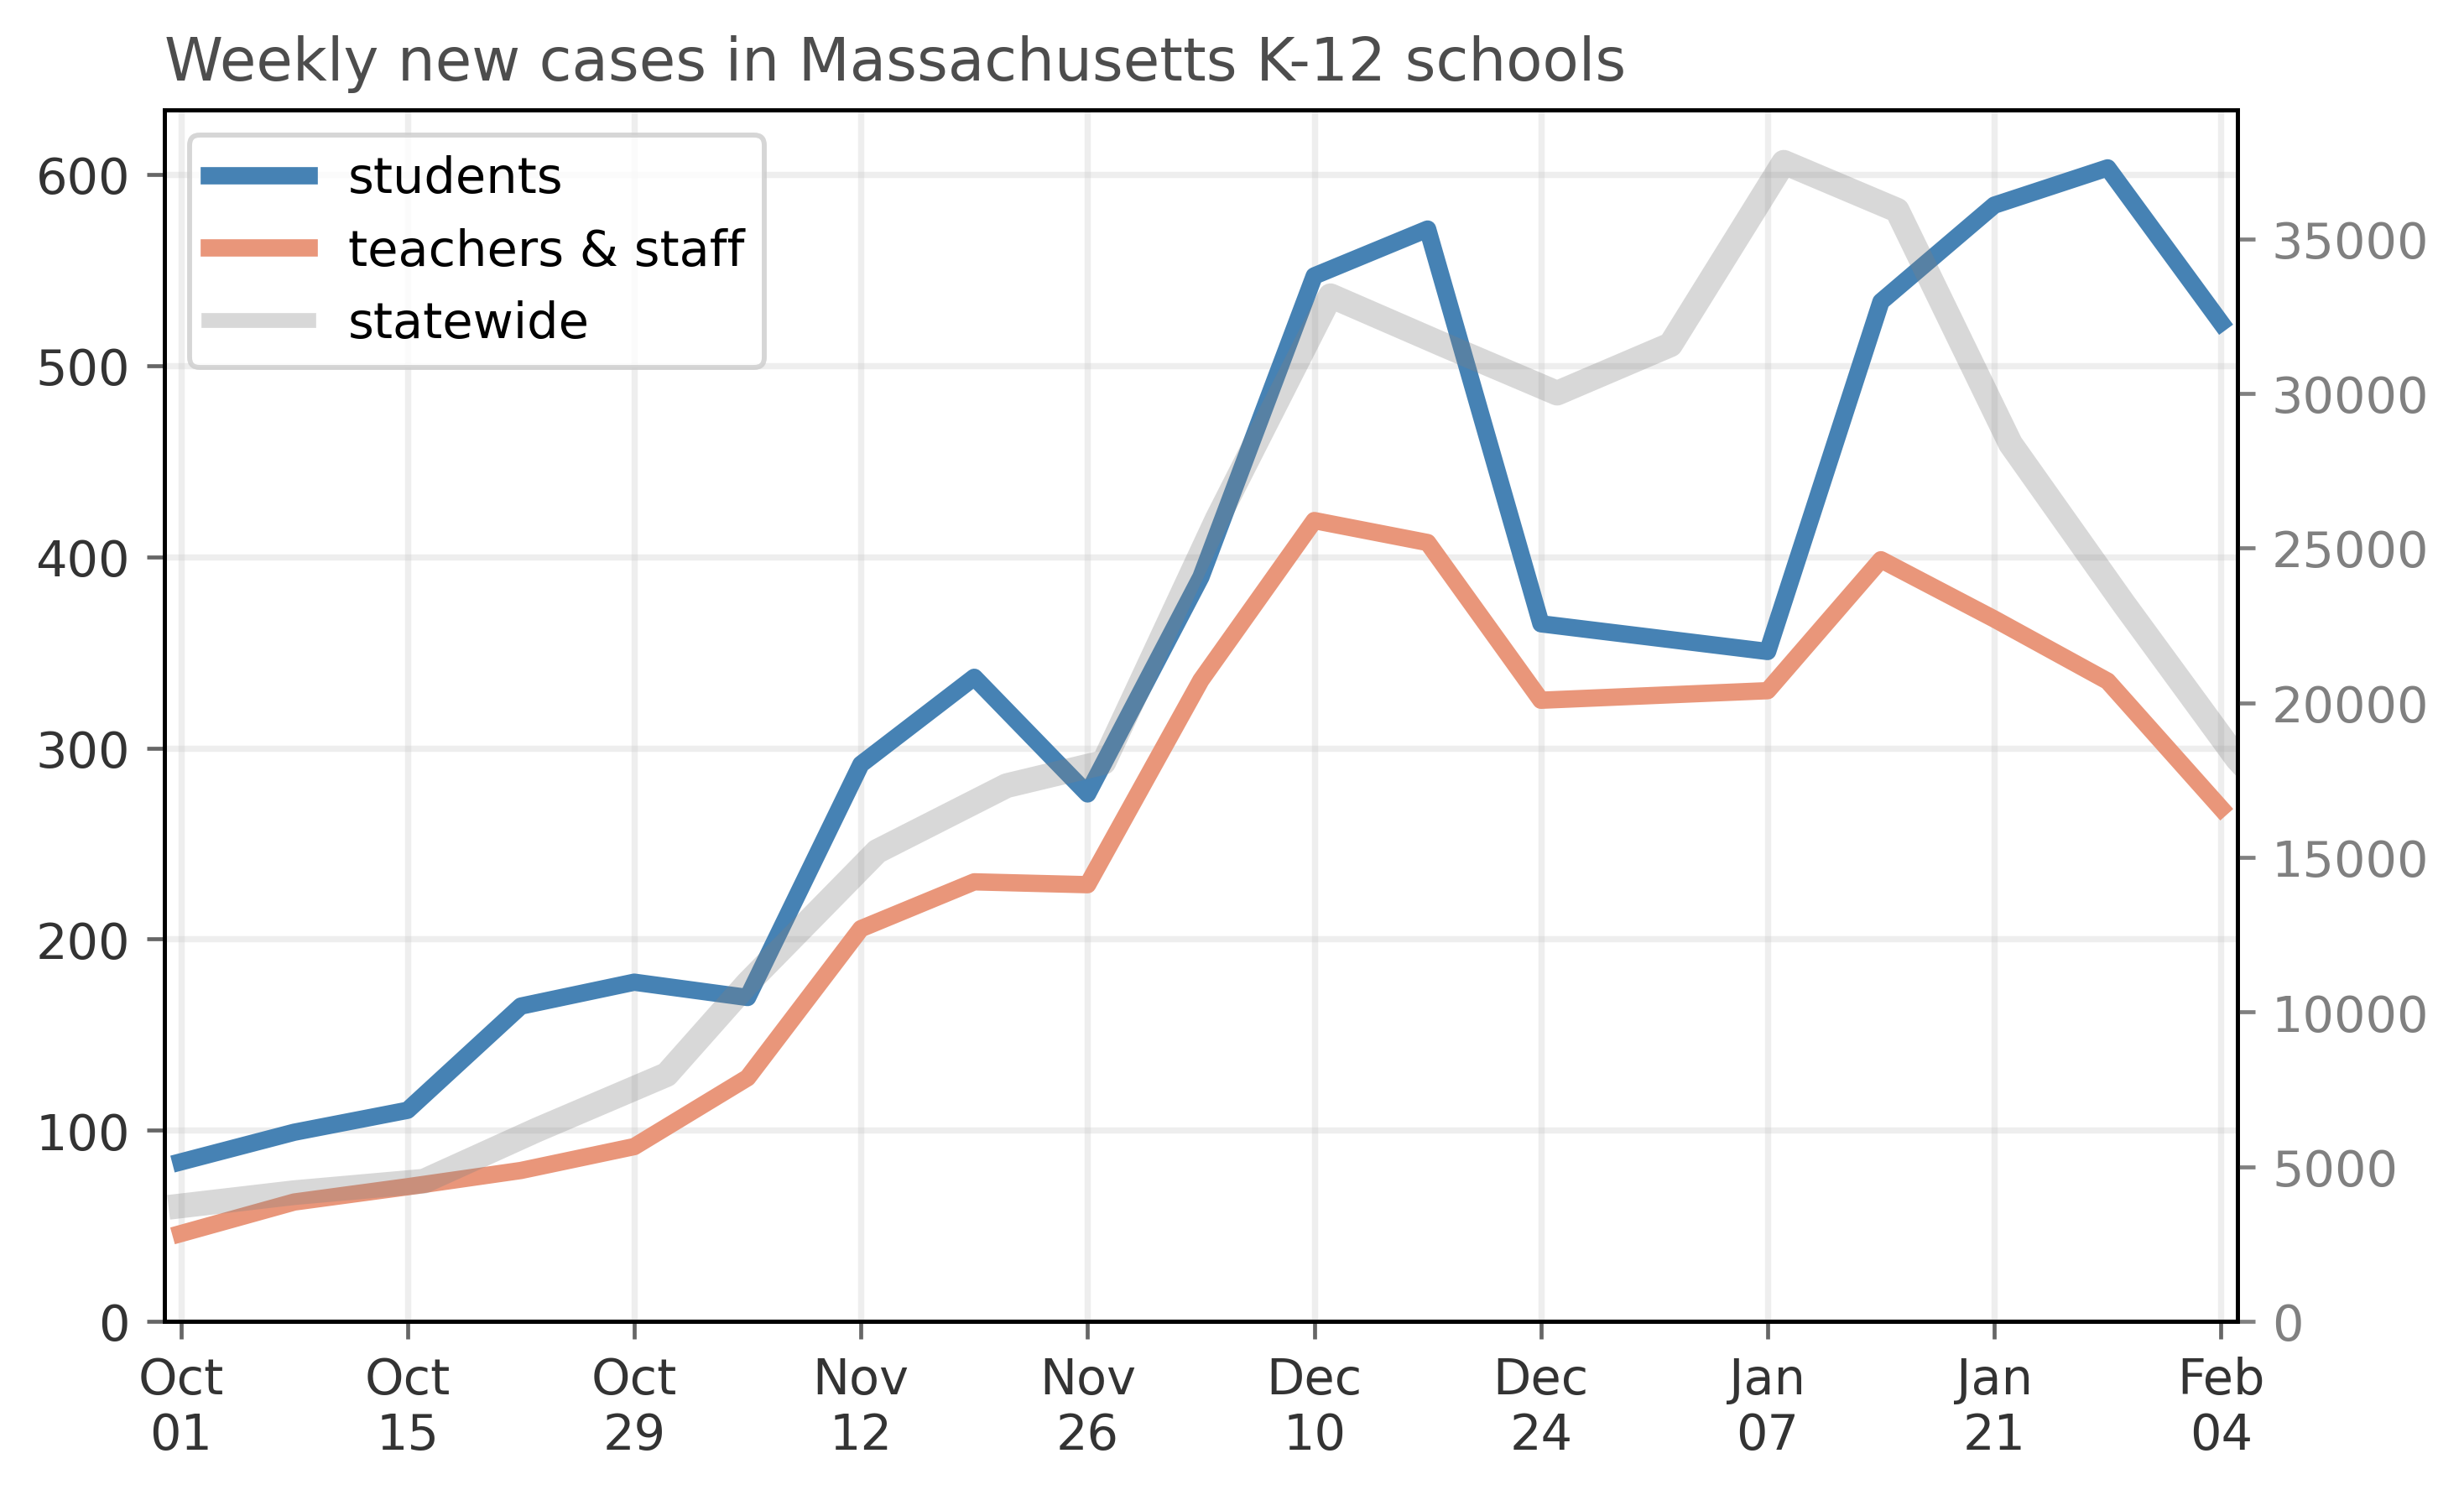 Weekly new cases in Massachusetts K-12 schools
students
teachers & staff
statewide
600
500
400
300
200
100
0
35000
30000
25000
20000
15000
10000
5000
0
Oct
01
Oct
15
Oct
29
Nov
12
Nov
26
Dec
10
Dec
24
Jan
07
Jan
21
Feb
04